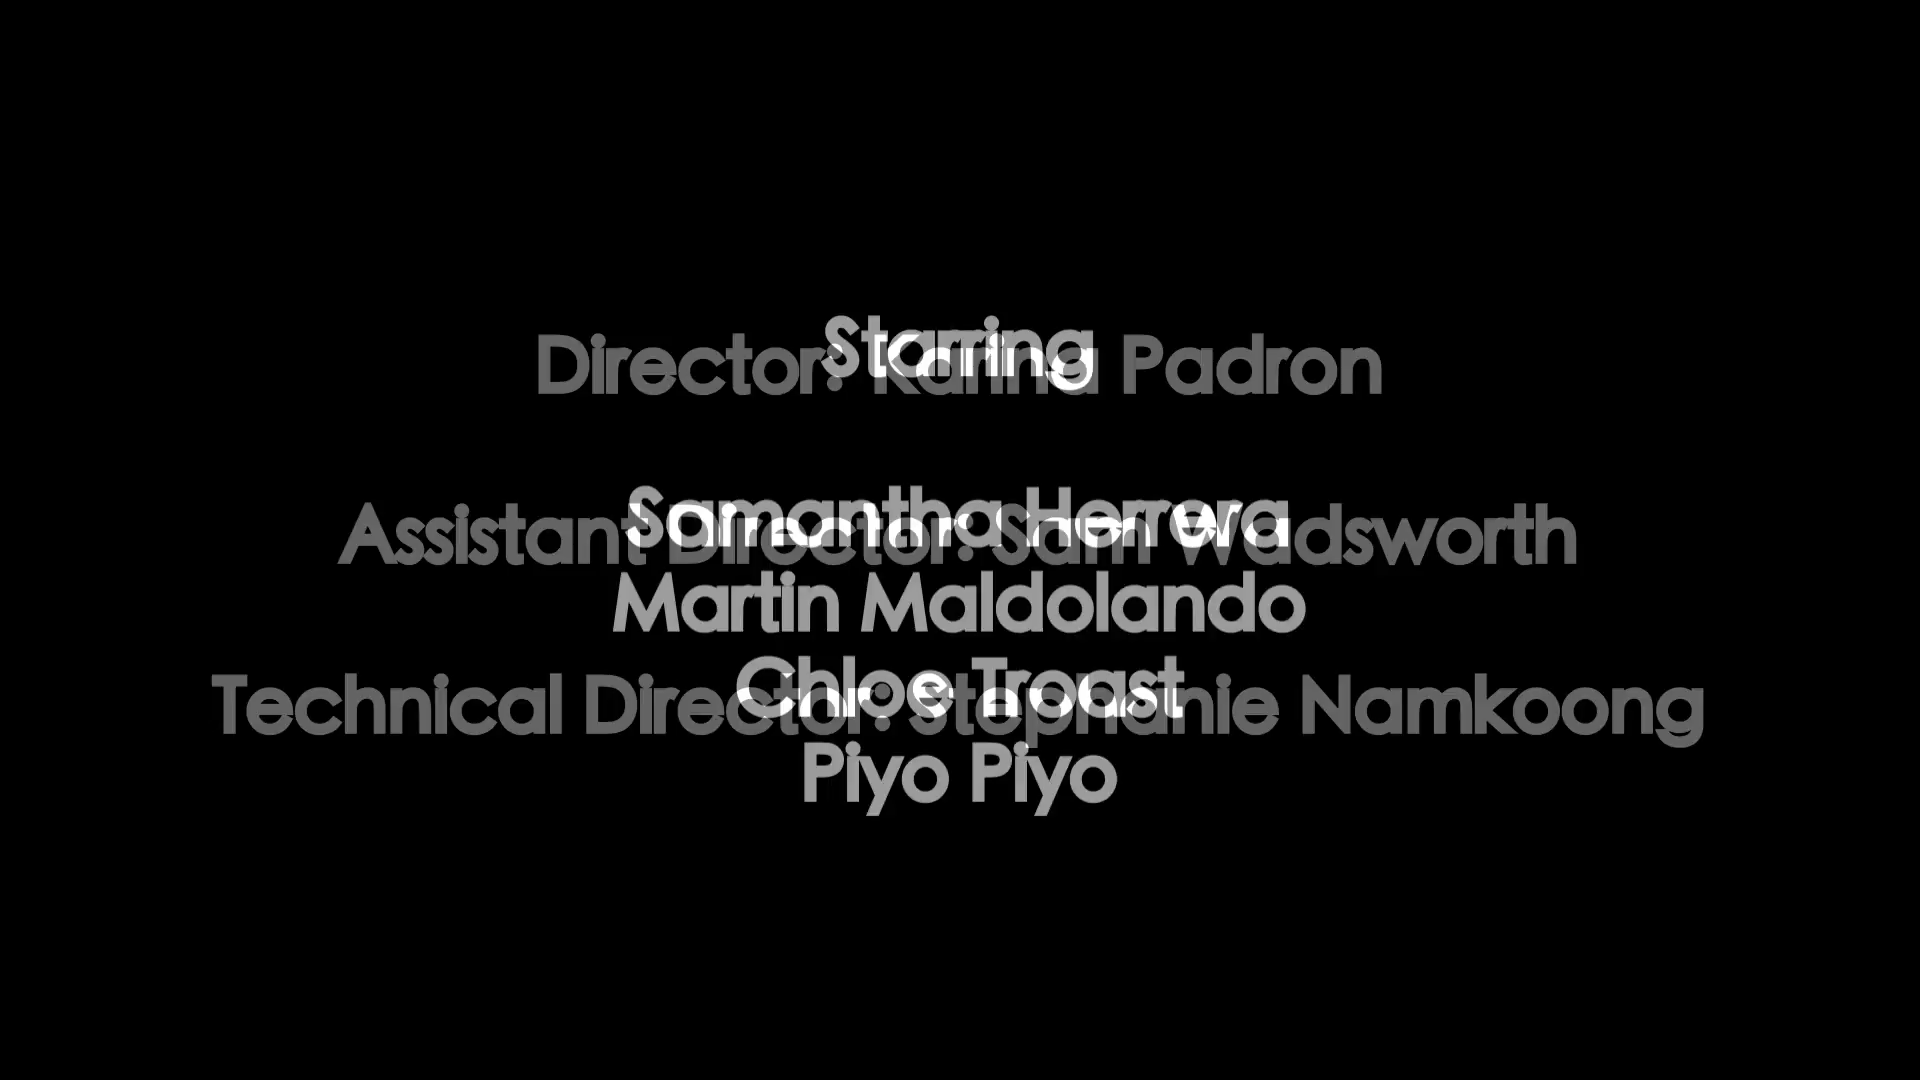 Starring
Director: Karina Padron
Samantha Herrera
Assistant Director: Sam Wadsworth
Martin Maldolando
Chloe Troast
Technical Director: Stephanie Namkoong
Piyo Piyo